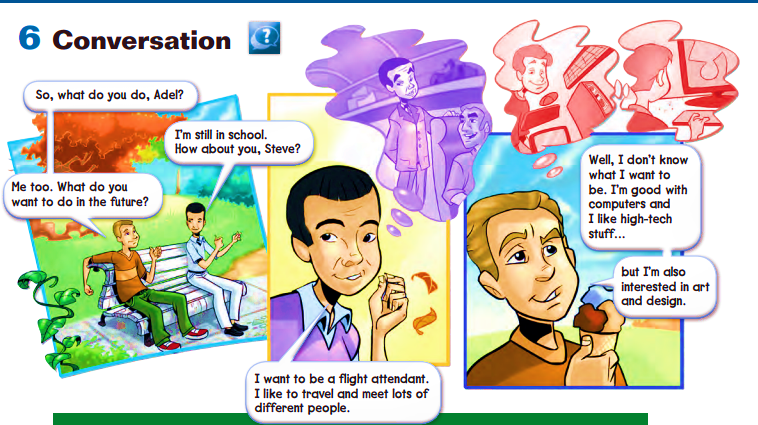 6 Conversation
So, what do you do, Adel?
I'm still in school.
How about you, Steve?
Me too. What do you
want to do in the future?
I want to be a flight attendant.
I like to travel and meet lots of
different people.
Well, I don't know
what I want to
be. I'm good with
computers and
I like high-tech
stuff...
but I'm also
interested in art
and design.